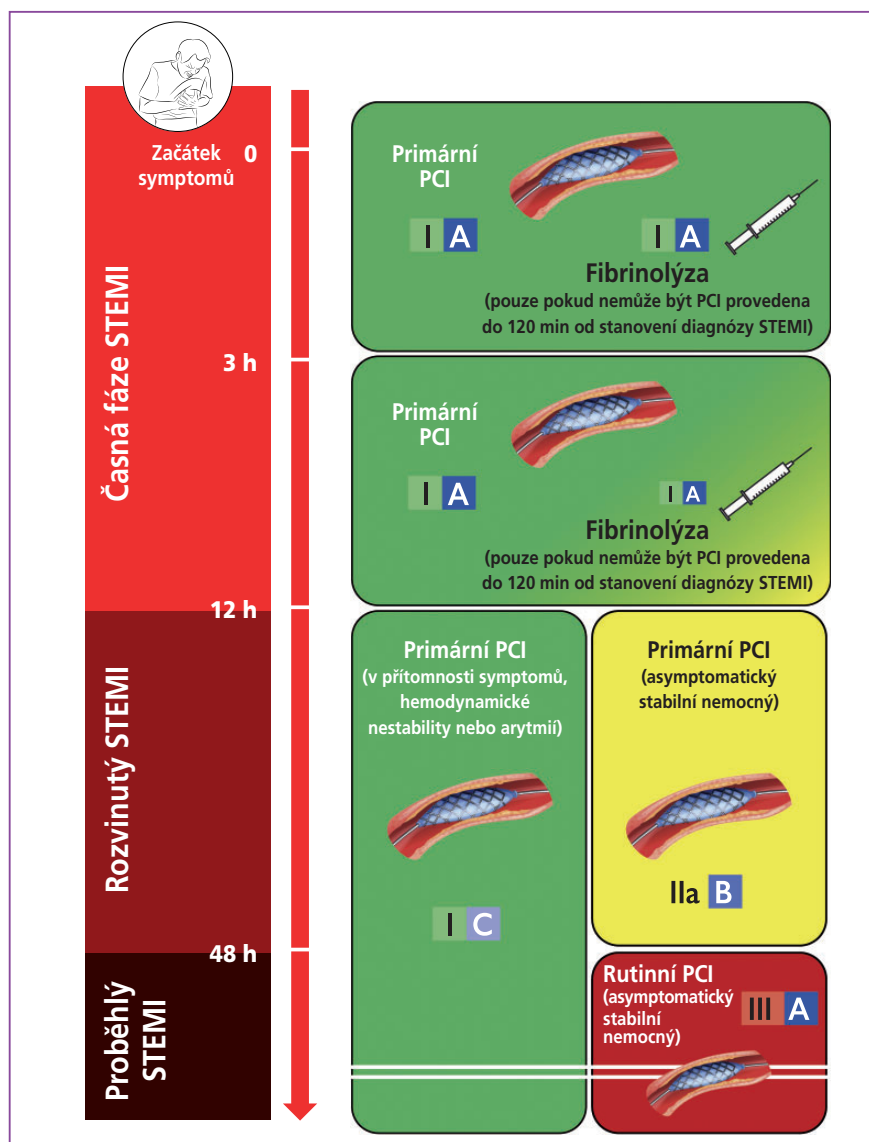 Začátek
symptomů
0
3 h
12 h
48 h
Časná fáze STEMI
Rozvinutý STEMI
Proběhlý
STEMI
Primární
PCI
I A
I A
Fibrinolýza
(pouze pokud nemůže být PCI provedena
do 120 min od stanovení diagnózy STEMI)
Primární
PCI
I A
I A
Fibrinolýza
(pouze pokud nemůže být PCI provedena
do 120 min od stanovení diagnózy STEMI)
Primární PCI
(v přítomnosti symptomů,
hemodynamické
nestability nebo arytmií)
I C
Primární PCI
(asymptomatický
stabilní nemocný)
IIa B
Rutinní PCI
(asymptomatický
stabilní
nemocný)
III A